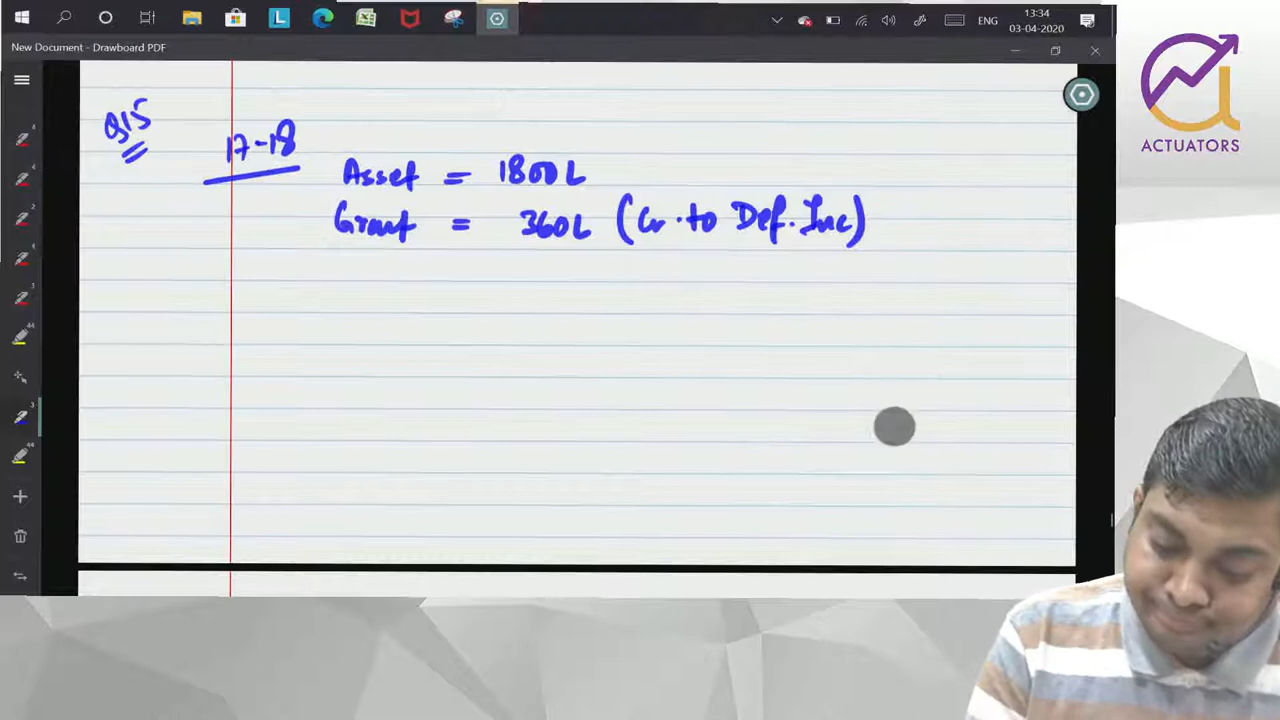 13:34
ENG
03-04-2020
New Document - Drawboard PDF
ACTUATORS
Q15
17-18
Asset = 1800L
Grant = 360L (Cr. to Def. Inc)